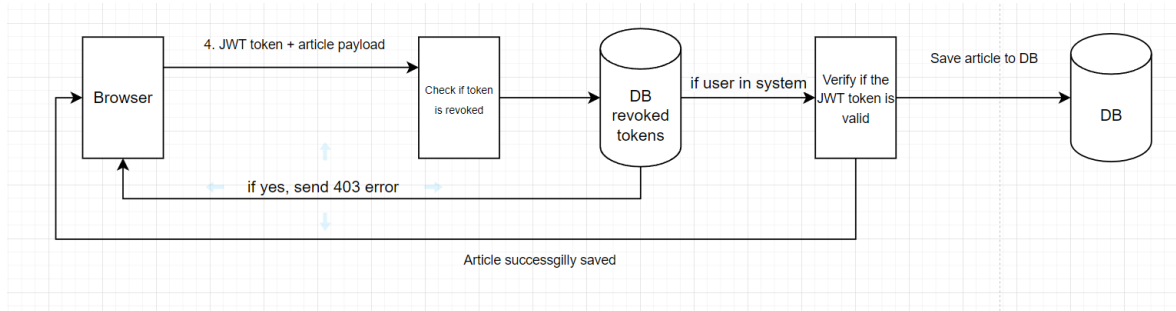 4. JWT token + article payload
Browser
Check if token
is revoked
DB
revoked
tokens
if user in system
Verify if the
JWT token is
valid
Save article to DB
DB
if yes, send 403 error
Article successgilly saved